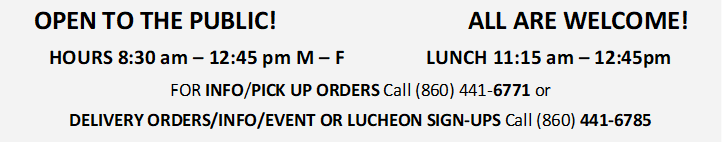 OPEN TO THE PUBLIC! ALL ARE WELCOME!
HOURS 8:30 am – 12:45 pm M – F LUNCH 11:15 am – 12:45pm
FOR INFO/PICK UP ORDERS Call (860) 441-6771 or
DELIVERY ORDERS/INFO/EVENT OR LUCHEON SIGN-UPS Call (860) 441-6785